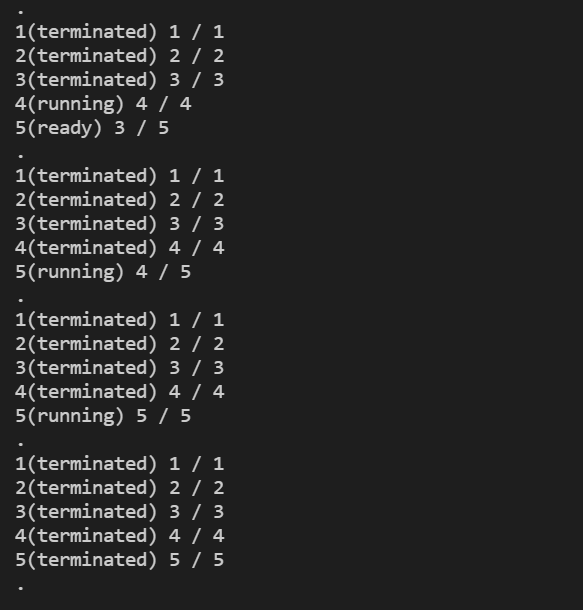 .
1(terminated) 1 / 1
2(terminated) 2 / 2
3(terminated) 3 / 3
4(running) 4 / 4
5(ready) 3 / 5
.
1(terminated) 1 / 1
2(terminated) 2 / 2
3(terminated) 3 / 3
4(terminated) 4 / 4
5(running) 4 / 5
.
1(terminated) 1 / 1
2(terminated) 2 / 2
3(terminated) 3 / 3
4(terminated) 4 / 4
5(running) 5 / 5
.
1(terminated) 1 / 1
2(terminated) 2 / 2
3(terminated) 3 / 3
4(terminated) 4 / 4
5(terminated) 5 / 5
.